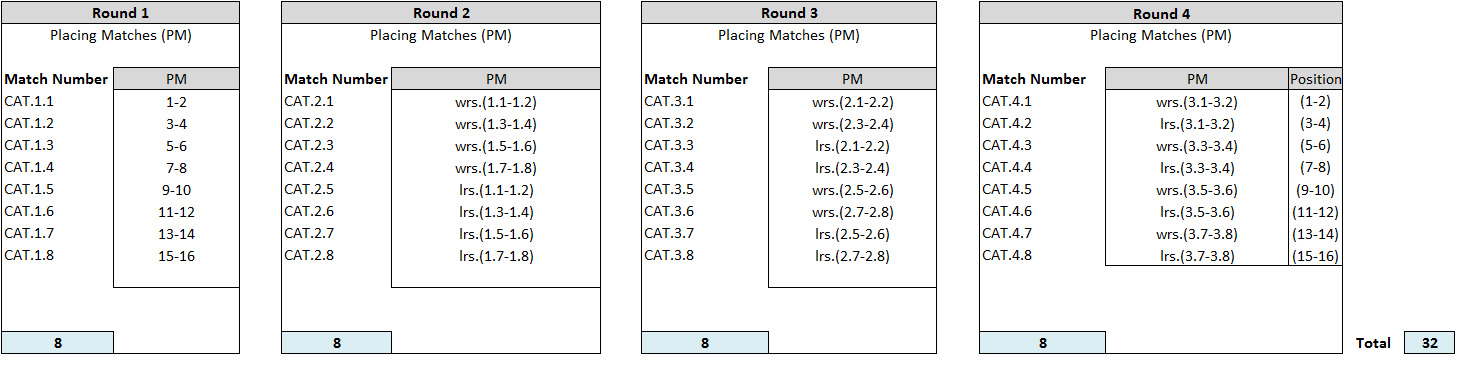 Round 1 Round 2 Round 3 Round 4
Placing Matches (PM) Placing Matches (PM) Placing Matches (PM) Placing Matches (PM)
Match Number PM Match Number PM Match Number PM Match Number PM Position
CAT.1.1 1-2 CAT.2.1 wrs.(1.1-1.2) CAT.3.1 wrs.(2.1-2.2) CAT.4.1 wrs.(3.1-3.2) (1-2)
CAT.1.2 3-4 CAT.2.2 wrs.(1.3-1.4) CAT.3.2 wrs.(2.3-2.4) CAT.4.2 lrs.(3.1-3.2) (3-4)
CAT.1.3 5-6 CAT.2.3 wrs.(1.5-1.6) CAT.3.3 lrs.(2.1-2.2) CAT.4.3 wrs.(3.3-3.4) (5-6)
CAT.1.4 7-8 CAT.2.4 wrs.(1.7-1.8) CAT.3.4 lrs.(2.3-2.4) CAT.4.4 lrs.(3.3-3.4) (7-8)
CAT.1.5 9-10 CAT.2.5 lrs.(1.1-1.2) CAT.3.5 wrs.(2.5-2.6) CAT.4.5 wrs.(3.5-3.6) (9-10)
CAT.1.6 11-12 CAT.2.6 lrs.(1.3-1.4) CAT.3.6 wrs.(2.7-2.8) CAT.4.6 lrs.(3.5-3.6) (11-12)
CAT.1.7 13-14 CAT.2.7 lrs.(1.5-1.6) CAT.3.7 lrs.(2.5-2.6) CAT.4.7 wrs.(3.7-3.8) (13-14)
CAT.1.8 15-16 CAT.2.8 lrs.(1.7-1.8) CAT.3.8 lrs.(2.7-2.8) CAT.4.8 lrs.(3.7-3.8) (15-16)
8 8 8 8 Total 32